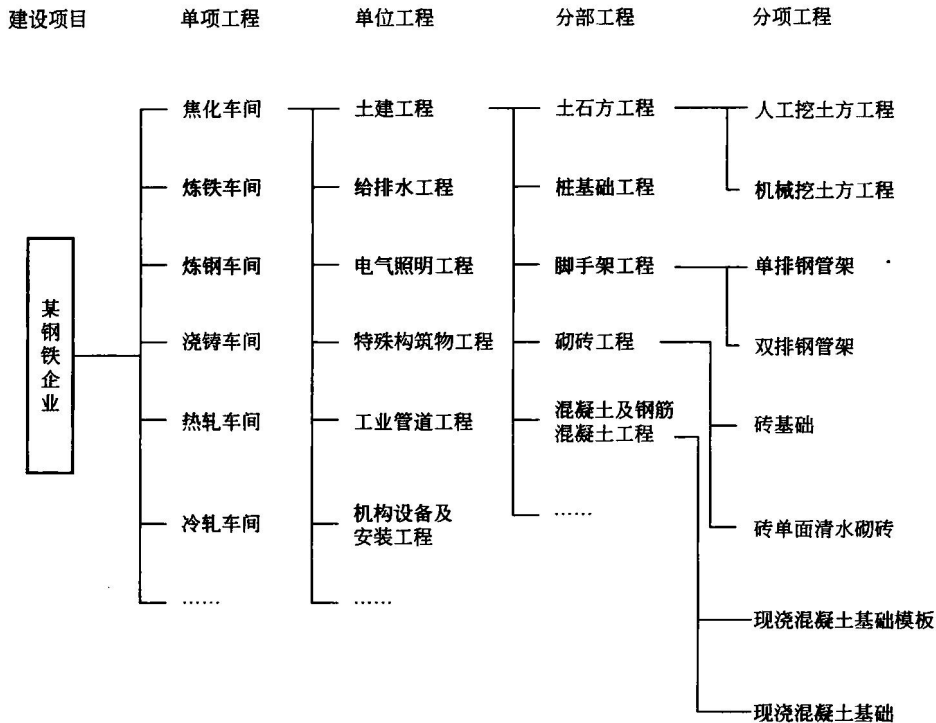 建设项目 单项工程 单位工程 分部工程 分项工程
焦化车间 土建工程 土石方工程 人工挖土方工程
炼铁车间 给排水工程 桩基础工程 机械挖土方工程
炼钢车间 电气照明工程 脚手架工程 单排钢管架
某钢铁企业
浇铸车间 特殊构筑物工程 砌砖工程 双排钢管架
热轧车间 工业管道工程 混凝土及钢筋
混凝土工程 砖基础
冷轧车间 机构设备及
安装工程 …… 砖单面清水砌砖
…… …… 现浇混凝土基础模板
现浇混凝土基础